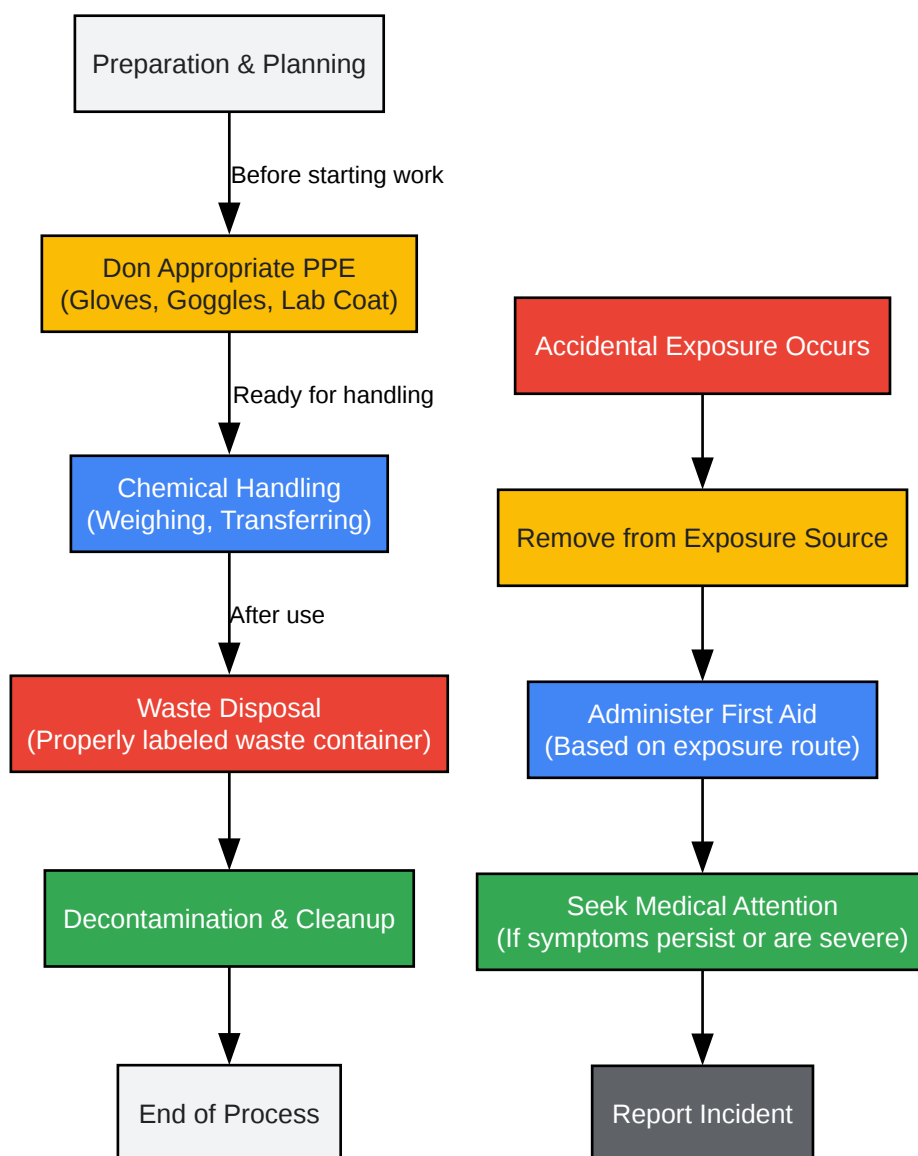 Preparation & Planning
Before starting work
Don Appropriate PPE
(Gloves, Goggles, Lab Coat)
Ready for handling
Chemical Handling
(Weighing, Transferring)
After use
Waste Disposal
(Properly labeled waste container)
Decontamination & Cleanup
End of Process
Accidental Exposure Occurs
Remove from Exposure Source
Administer First Aid
(Based on exposure route)
Seek Medical Attention
(If symptoms persist or are severe)
Report Incident